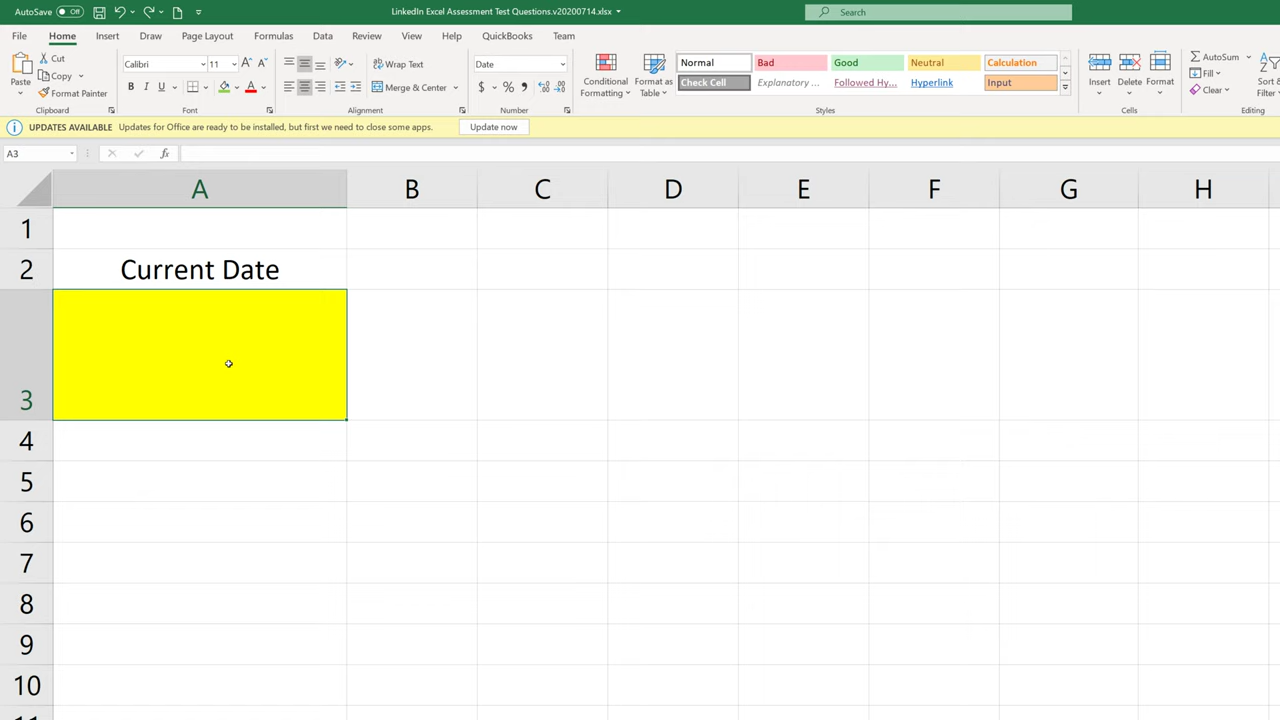 AutoSave Off LinkedIn Excel Assessment Test Questions.v20200714.xlsx Search
File Home Insert Draw Page Layout Formulas Data Review View Help QuickBooks Team
Paste Cut Copy Format Painter Clipboard
Calibri 11 A A B I U A Font
Wrap Text Merge & Center Alignment
Date $ % , Number
Conditional Formatting Format as Table
Normal Bad Good Neutral Calculation
Check Cell Explanatory ... Followed Hy... Hyperlink Input
Styles
Insert Delete Format Cells
AutoSum Fill Clear Sort & Filter Editing
UPDATES AVAILABLE Updates for Office are ready to be installed, but first we need to close some apps. Update now
A3 fx
A B C D E F G H
1
2 Current Date
3
4
5
6
7
8
9
10